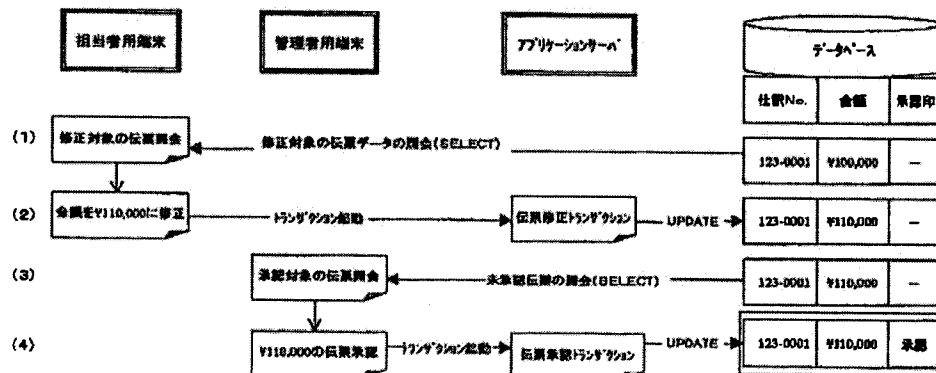 担当者用端末
管理者用端末
アプリケーションサーバ
データベース
仕訳No. 金額 承認印
(1) 修正対象の伝票照会 修正対象の伝票データの照会(SELECT) 123-0001 ¥100,000 —
(2) 金額を¥110,000に修正 トランザクション起動 伝票修正トランザクション UPDATE 123-0001 ¥110,000 —
(3) 承認対象の伝票照会 未承認伝票の照会(SELECT) 123-0001 ¥110,000 —
(4) ¥110,000の伝票承認 トランザクション起動 伝票承認トランザクション UPDATE 123-0001 ¥110,000 承認